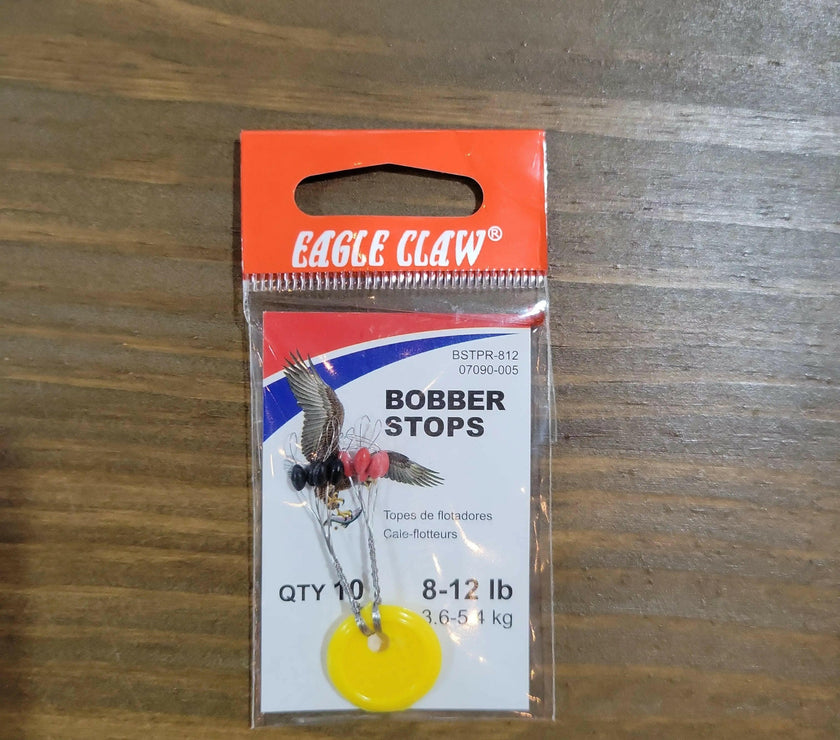 EAGLE CLAW®
BSTPR-812
07090-005
BOBBER
STOPS
Topes de flotadores
Cale-flotteurs
QTY 10
8-12 lb
3.6-5.4 kg